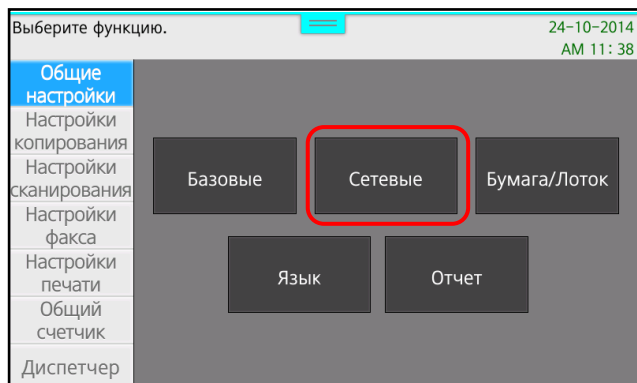 Выберите функцию.
24-10-2014
AM 11: 38
Общие
настройки
Настройки
копирования
Настройки
сканирования
Настройки
факса
Настройки
печати
Общий
счетчик
Диспетчер
Базовые
Сетевые
Бумага/Лоток
Язык
Отчет